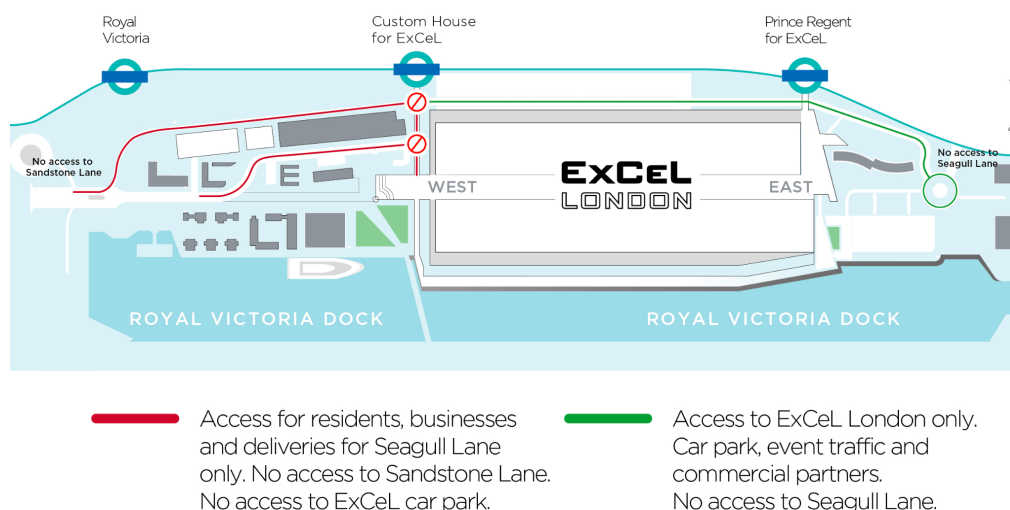 Royal
Victoria
Custom House
for ExCeL
Prince Regent
for ExCeL
No access to
Sandstone Lane
No access to
Seagull Lane
WEST
EXCEL
LONDON
EAST
ROYAL VICTORIA DOCK
ROYAL VICTORIA DOCK
Access for residents, businesses
and deliveries for Seagull Lane
only. No access to Sandstone Lane.
No access to ExCeL car park.
Access to ExCeL London only.
Car park, event traffic and
commercial partners.
No access to Seagull Lane.